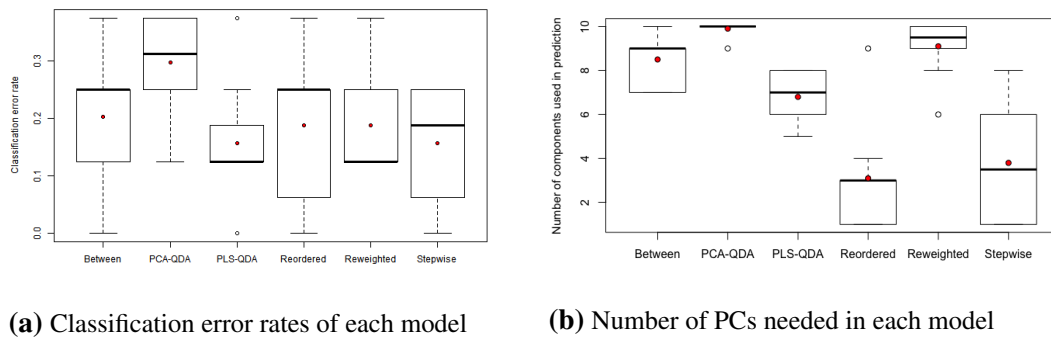 Classification error rate
0.3
0.2
0.1
0.0
Between PCA-QDA PLS-QDA Reordered Reweighted Stepwise
(a) Classification error rates of each model
Number of components used in prediction
10
8
6
4
2
Between PCA-QDA PLS-QDA Reordered Reweighted Stepwise
(b) Number of PCs needed in each model